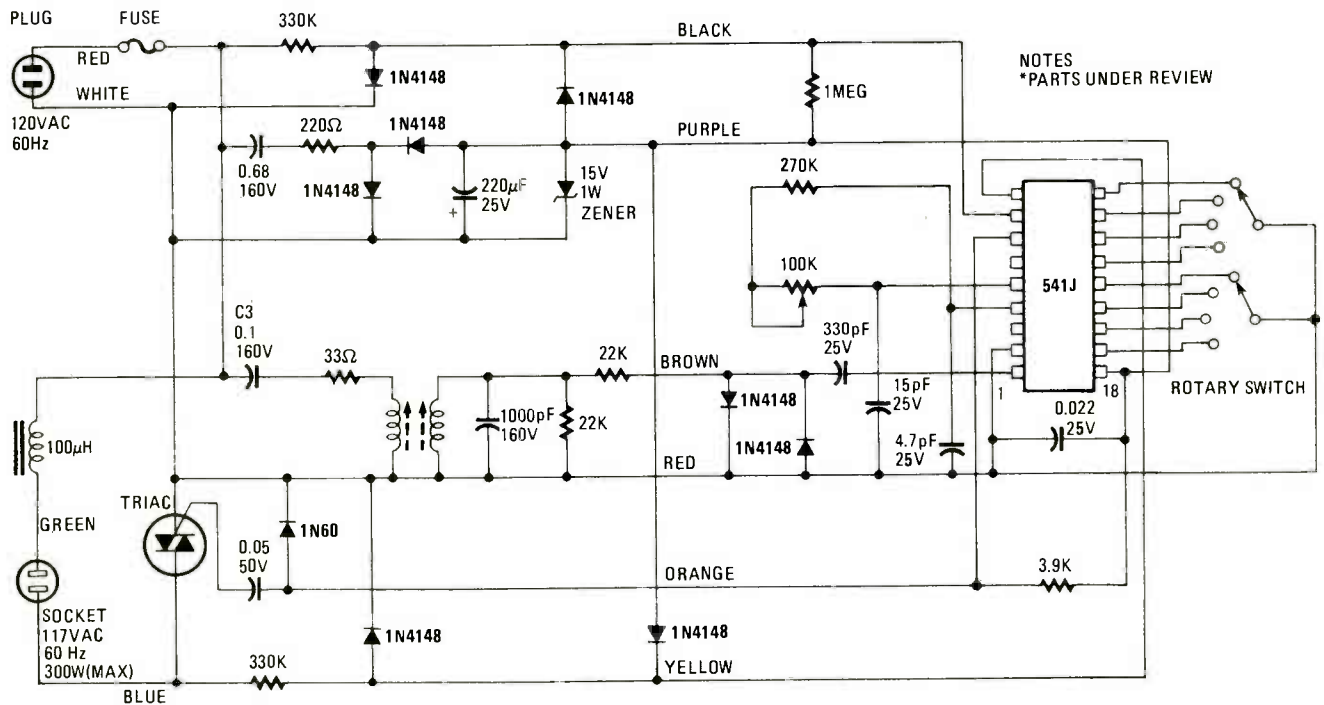 PLUG
FUSE
RED
WHITE
120VAC
60Hz
330K
1N4148
BLACK
1N4148
1MEG
NOTES
*PARTS UNDER REVIEW
220Ω
1N4148
PURPLE
0.68
160V
1N4148
220µF
25V
+
15V
1W
ZENER
270K
100K
541J
C3
0.1
160V
33Ω
22K
BROWN
330pF
25V
1N4148
15pF
25V
1
18
ROTARY SWITCH
100µH
1000pF
160V
22K
1N4148
4.7pF
25V
0.022
25V
RED
TRIAC
GREEN
1N60
0.05
50V
ORANGE
3.9K
SOCKET
117VAC
60 Hz
300W(MAX)
1N4148
1N4148
330K
YELLOW
BLUE